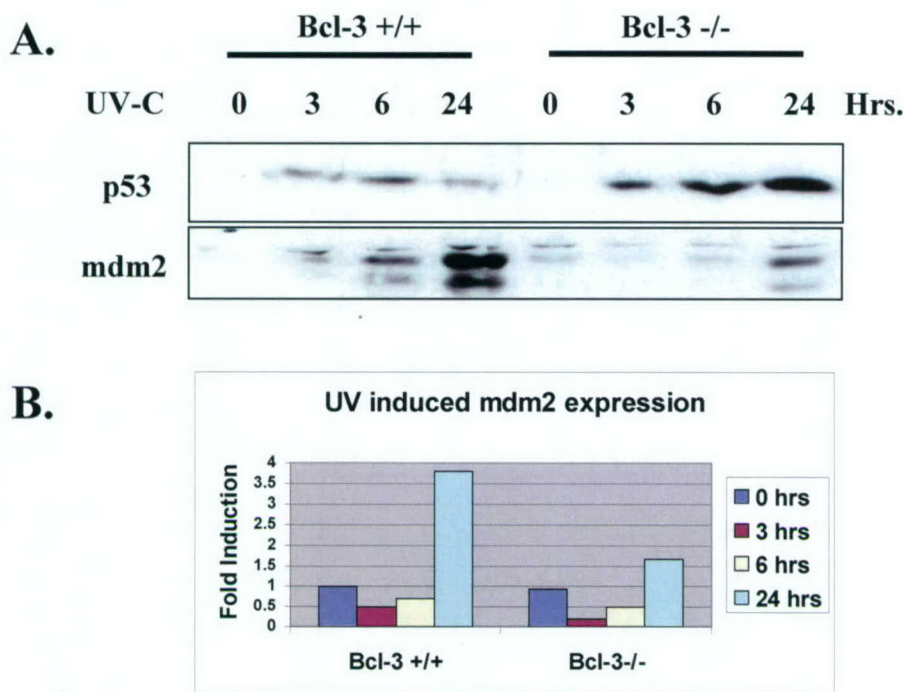 A.
Bcl-3 +/+ Bcl-3 -/-
UV-C 0 3 6 24 0 3 6 24 Hrs.
p53
mdm2
B.
UV induced mdm2 expression
Fold Induction
4
3.5
3
2.5
2
1.5
1
0.5
0
Bcl-3 +/+ Bcl-3-/-
0 hrs
3 hrs
6 hrs
24 hrs